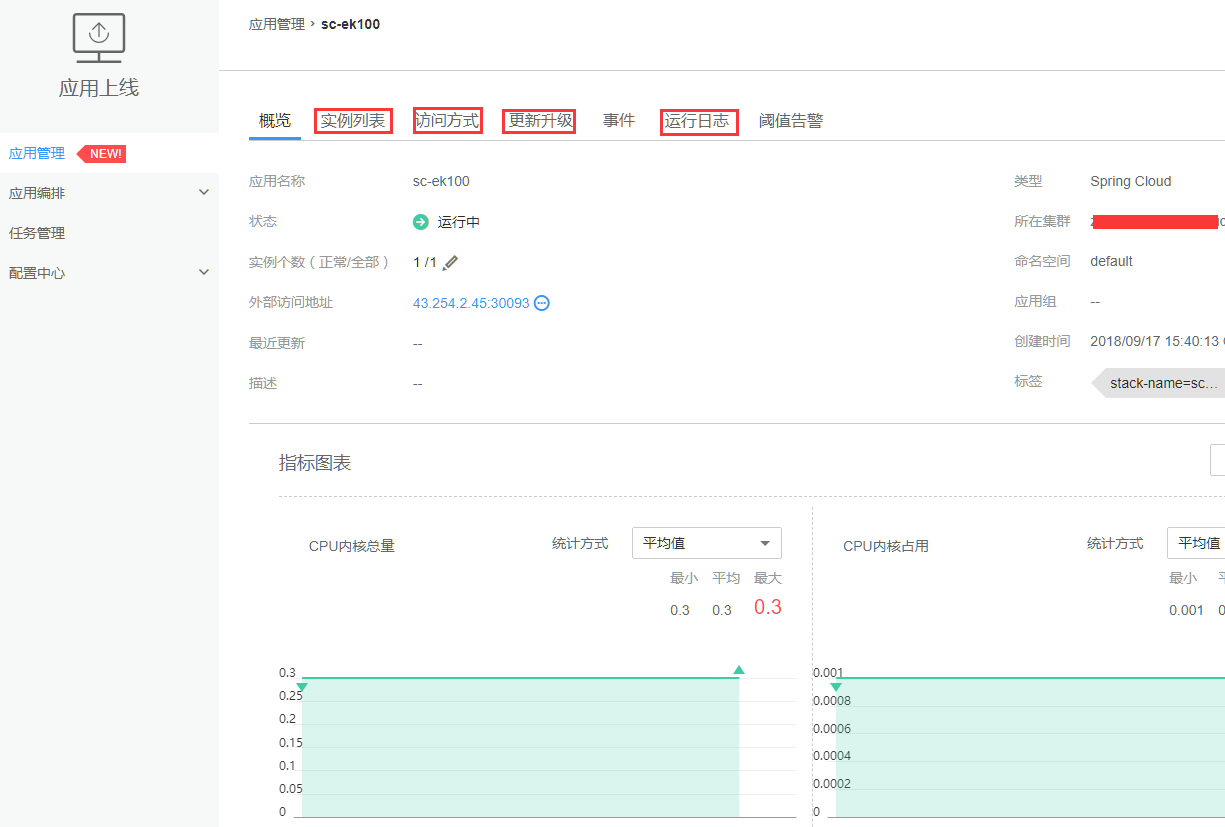 应用上线
应用管理 NEW!
应用编排
任务管理
配置中心
应用管理 › sc-ek100
概览 实例列表 访问方式 更新升级 事件 运行日志 阈值告警
应用名称 sc-ek100 类型 Spring Cloud
状态 运行中 所在集群
实例个数（正常/全部） 1 /1 命名空间 default
外部访问地址 43.254.2.45:30093 应用组 --
最近更新 -- 创建时间 2018/09/17 15:40:13
描述 -- 标签 stack-name=sc...
指标图表
CPU内核总量 统计方式 平均值 CPU内核占用 统计方式 平均值
最小 平均 最大 最小
0.3 0.3 0.3 0.001
0.3 0.001
0.25 0.0008
0.2 0.0006
0.15 0.0004
0.1 0.0002
0.05
0 0